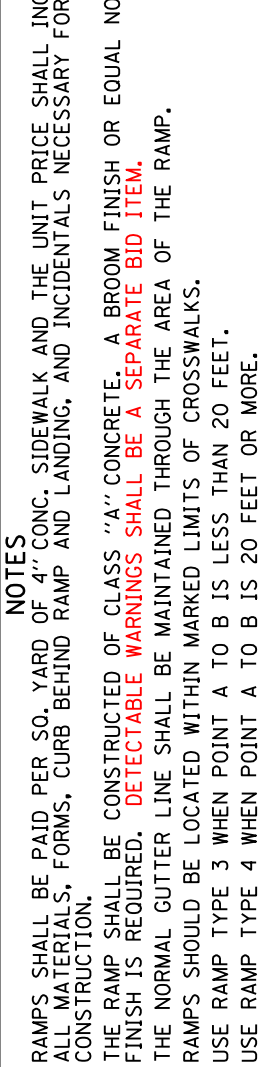 NOTES
RAMPS SHALL BE PAID PER SQ. YARD OF 4" CONC. SIDEWALK AND THE UNIT PRICE SHALL
ALL MATERIALS, FORMS, CURB BEHIND RAMP AND LANDING, AND INCIDENTALS NECESSARY FOR
CONSTRUCTION.
THE RAMP SHALL BE CONSTRUCTED OF CLASS "A" CONCRETE. A BROOM FINISH OR EQUAL
FINISH IS REQUIRED. DETECTABLE WARNINGS SHALL BE A SEPARATE BID ITEM.
THE NORMAL GUTTER LINE SHALL BE MAINTAINED THROUGH THE AREA OF THE RAMP.
RAMPS SHOULD BE LOCATED WITHIN MARKED LIMITS OF CROSSWALKS.
USE RAMP TYPE 3 WHEN POINT A TO B IS LESS THAN 20 FEET.
USE RAMP TYPE 4 WHEN POINT A TO B IS 20 FEET OR MORE.